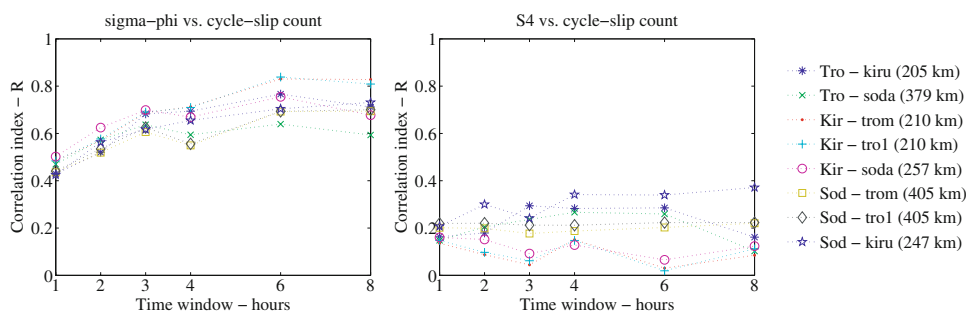 sigma−phi vs. cycle−slip count
S4 vs. cycle−slip count
1
0.8
0.6
0.4
0.2
0
Correlation index − R
1 2 3 4 6 8
Time window − hours
1
0.8
0.6
0.4
0.2
0
Correlation index − R
1 2 3 4 6 8
Time window − hours
Tro − kiru (205 km)
Tro − soda (379 km)
Kir − trom (210 km)
Kir − tro1 (210 km)
Kir − soda (257 km)
Sod − trom (405 km)
Sod − tro1 (405 km)
Sod − kiru (247 km)